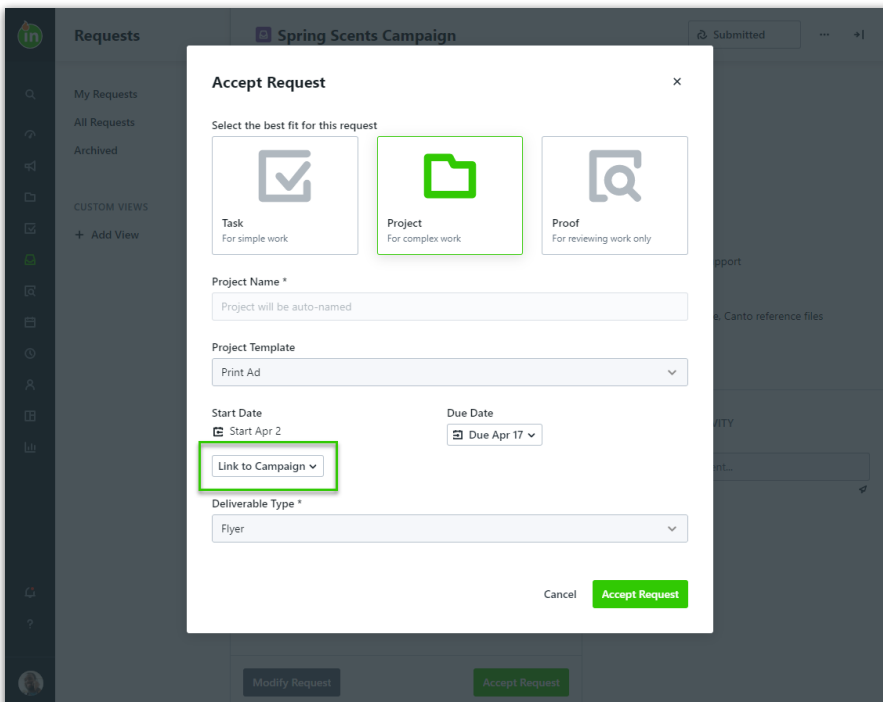 in
Requests
Spring Scents Campaign
Submitted
My Requests
All Requests
Archived
CUSTOM VIEWS
+ Add View
Accept Request
Select the best fit for this request
Task
For simple work
Project
For complex work
Proof
For reviewing work only
Project Name *
Project will be auto-named
Project Template
Print Ad
Start Date
Start Apr 2
Due Date
Due Apr 17
Link to Campaign
Deliverable Type *
Flyer
Cancel
Accept Request
pport
e, Canto reference files
VITY
nt...
Modify Request
Accept Request